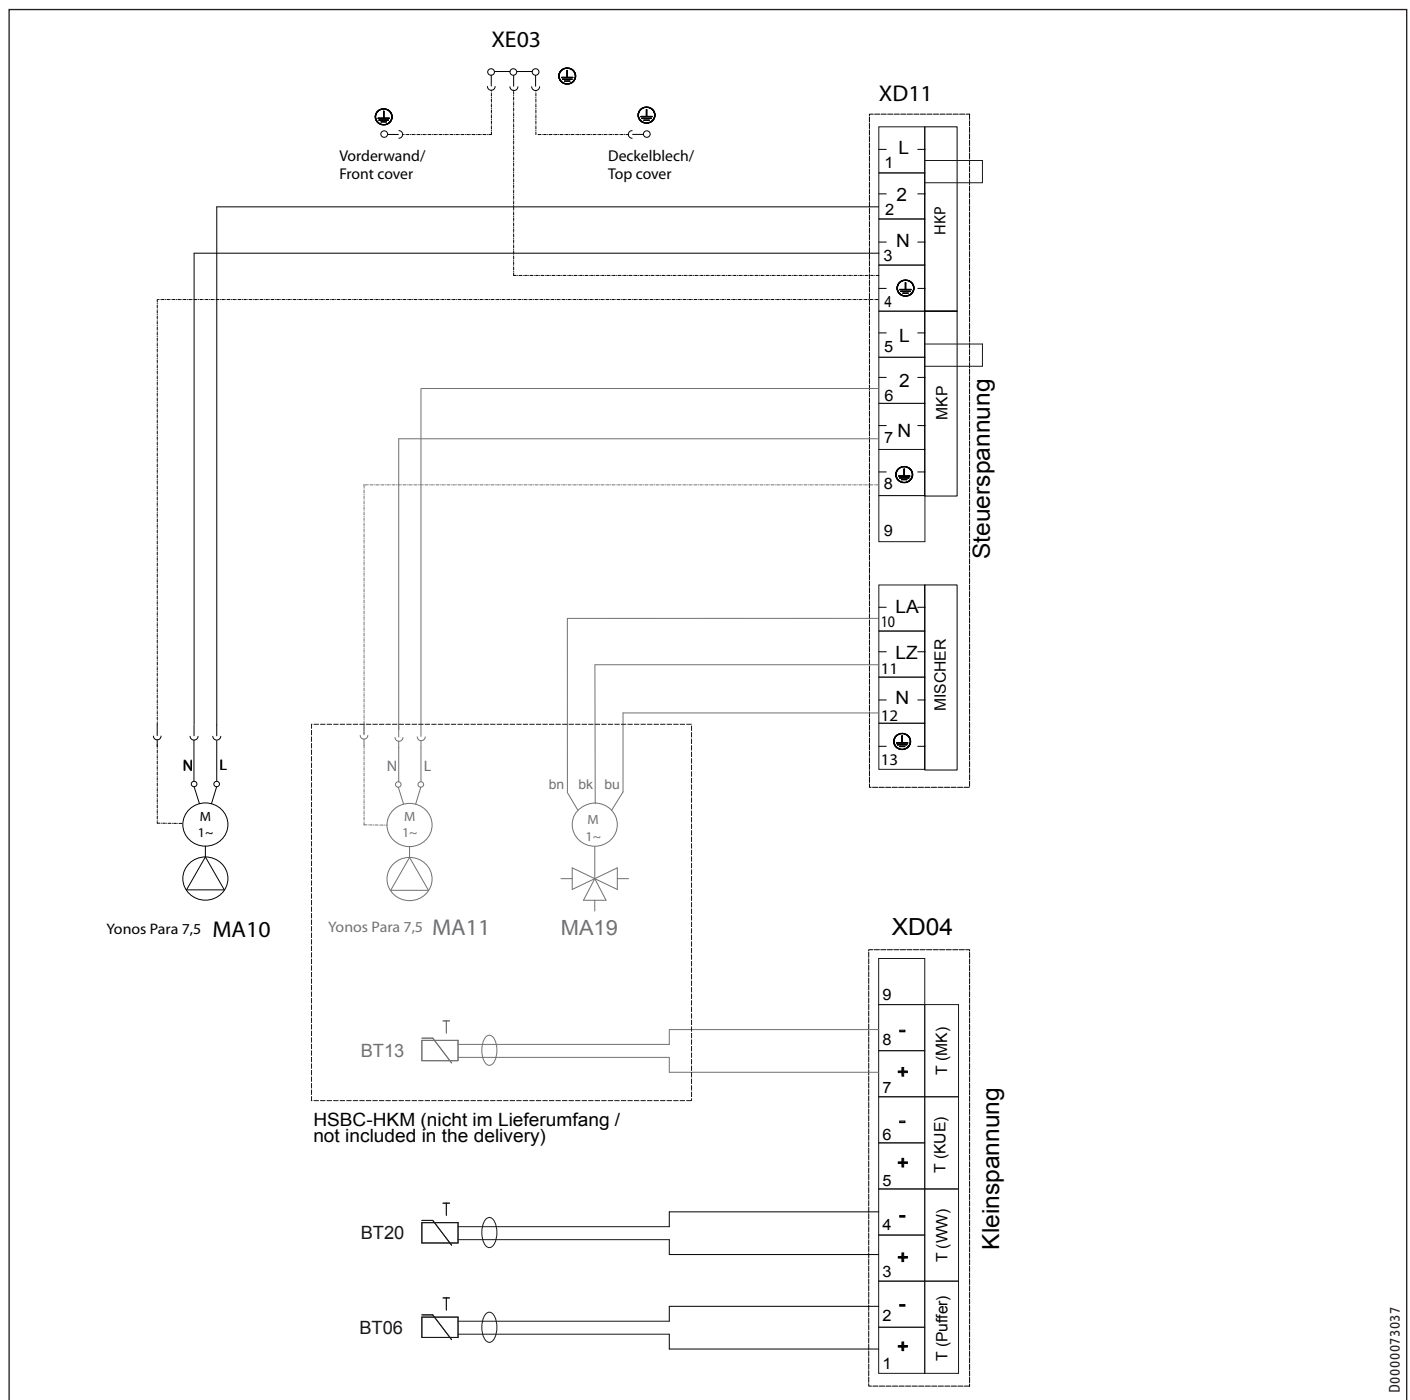 XE03
XD11
Vorderwand/
Front cover
Deckelblech/
Top cover
L
1
2
2
N
3
4
HKP
L
5
2
6
N
7
8
MKP
9
Steuerspannung
LA
10
LZ
11
N
12
13
MISCHER
N L
M
1~
Yonos Para 7,5 MA10
N L
M
1~
Yonos Para 7,5 MA11
bn bk bu
M
1~
MA19
XD04
9
-
8
+
7
T (MK)
-
6
+
5
T (KUE)
-
4
+
3
T (WW)
-
2
+
1
T (Puffer)
Kleinspannung
T
BT13
HSBC-HKM (nicht im Lieferumfang /
not included in the delivery)
T
BT20
T
BT06
D0000073037